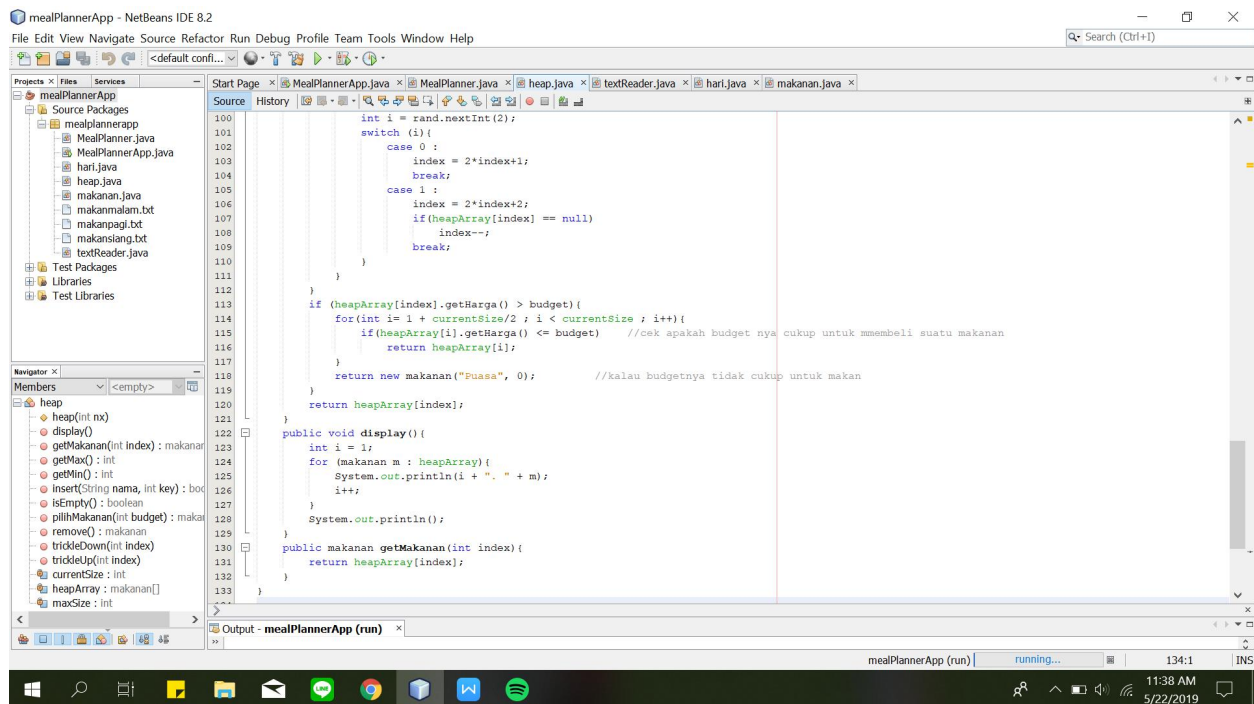 mealPlannerApp - NetBeans IDE 8.2
File Edit View Navigate Source Refactor Run Debug Profile Team Tools Window Help
Search (Ctrl+I)
<default confi...
Projects × Files Services
Start Page × MealPlannerApp.java × MealPlanner.java × heap.java × textReader.java × hari.java × makanan.java ×
Source History
mealPlannerApp
Source Packages
mealplannerapp
MealPlanner.java
MealPlannerApp.java
hari.java
heap.java
makanan.java
makanmalam.txt
makanpagi.txt
makansiang.txt
textReader.java
Test Packages
Libraries
Test Libraries
Navigator ×
Members <empty>
heap
heap(int nx)
display()
getMakanan(int index) : makanan
getMax() : int
getMin() : int
insert(String nama, int key) : boo
isEmpty() : boolean
pilihMakanan(int budget) : makar
remove() : makanan
trickleDown(int index)
trickleUp(int index)
currentSize : int
heapArray : makanan[]
maxSize : int
100 int i = rand.nextInt(2);
101 switch (i){
102 case 0 :
103 index = 2*index+1;
104 break;
105 case 1 :
106 index = 2*index+2;
107 if(heapArray[index] == null)
108 index--;
109 break;
110 }
111 }
112 }
113 if (heapArray[index].getHarga() > budget){
114 for(int i= 1 + currentSize/2 ; i < currentSize ; i++){
115 if(heapArray[i].getHarga() <= budget) //cek apakah budget nya cukup untuk mmembeli suatu makanan
116 return heapArray[i];
117 }
118 return new makanan("Puasa", 0); //kalau budgetnya tidak cukup untuk makan
119 }
120 return heapArray[index];
121 }
122 public void display(){
123 int i = 1;
124 for (makanan m : heapArray){
125 System.out.println(i + ". " + m);
126 i++;
127 }
128 System.out.println();
129 }
130 public makanan getMakanan(int index){
131 return heapArray[index];
132 }
133 }
Output - mealPlannerApp (run) ×
mealPlannerApp (run) running... 134:1 INS
LINE
11:38 AM
5/22/2019